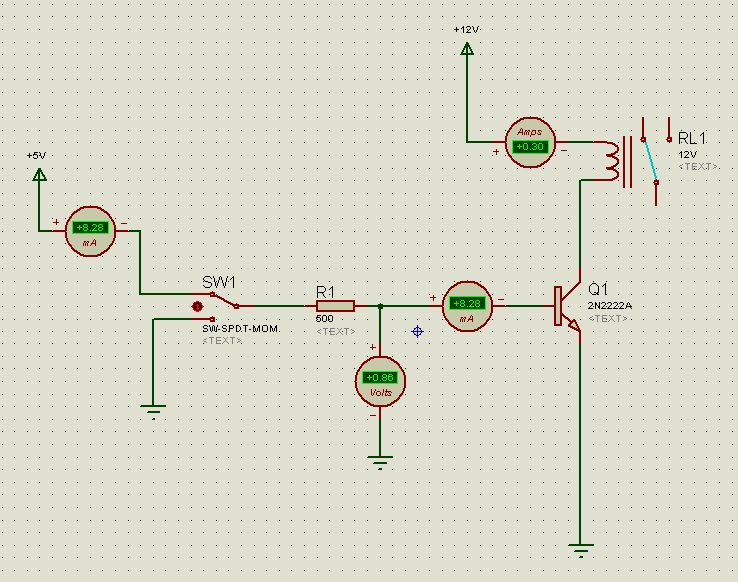 +12V
Amps
+0.30
+
−
RL1
12V
<TEXT>
+5V
+
−
+8.28
mA
SW1
SW-SPDT-MOM
<TEXT>
R1
500
<TEXT>
+
−
+8.28
mA
Q1
2N2222A
<TEXT>
+
+0.86
Volts
−